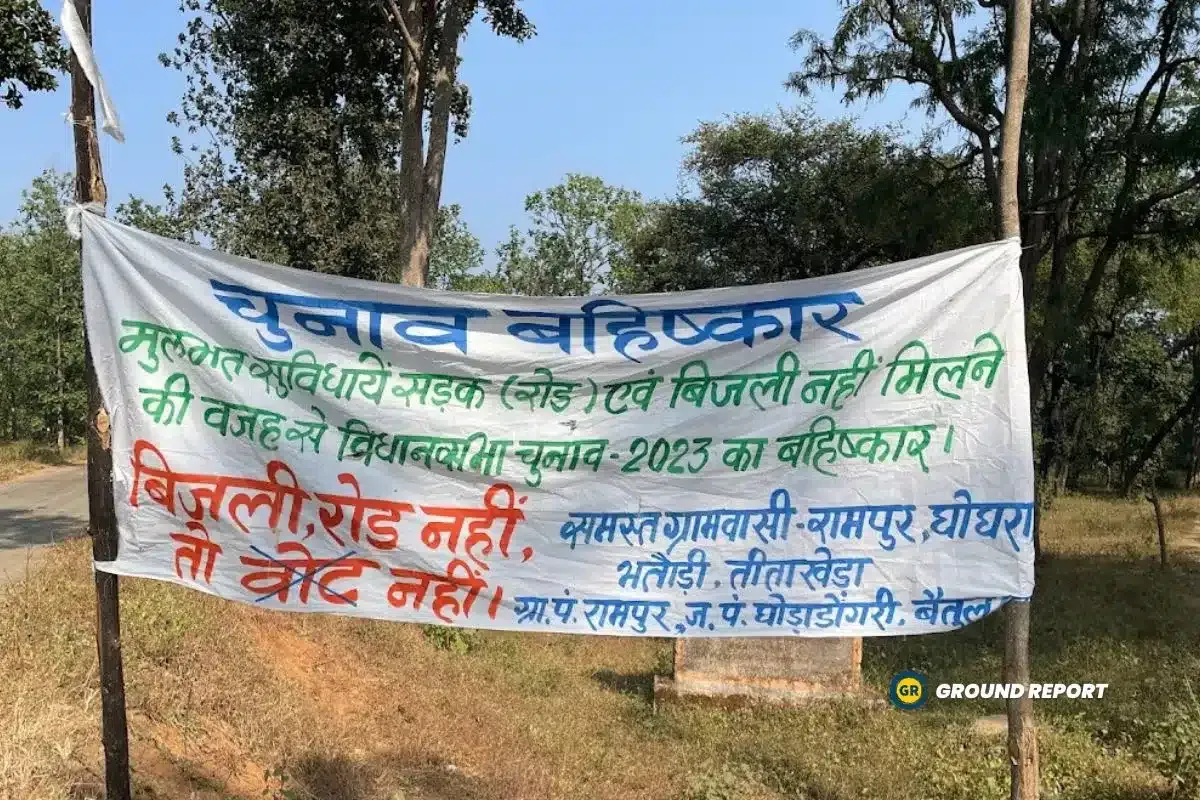 चुनाव बहिष्कार
मुलभत सुविधायें सड़क (रोड) एवं बिजली नहीं मिलने
की वजह से विधानसभा चुनाव - 2023 का बहिष्कार।
बिजली, रोड नहीं,
तो वोट नहीं।
समस्त ग्रामवासी - रामपुर, घोघरा
भतौड़ी, तीताखेड़ा
ग्रा.पं. रामपुर, ज.पं. घोड़ाडोंगरी. बैतूल
GR GROUND REPORT